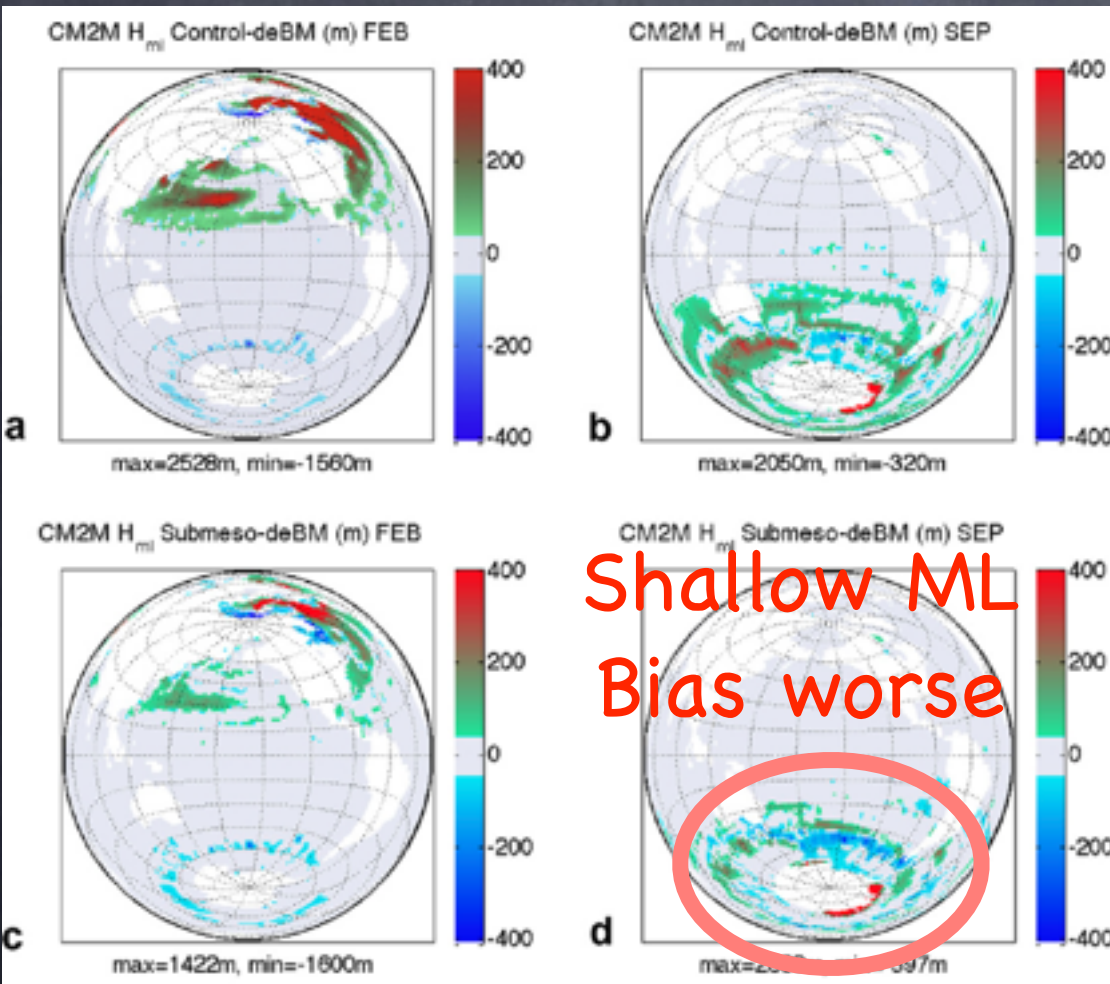 CM2M H_ml Control-deBM (m) FEB
400
200
0
-200
-400
a
max=2528m, min=-1560m
CM2M H_ml Control-deBM (m) SEP
400
200
0
-200
-400
b
max=2050m, min=-320m
CM2M H_ml Submeso-deBM (m) FEB
400
200
0
-200
-400
c
max=1422m, min=-1600m
CM2M H_ml Submeso-deBM (m) SEP
Shallow ML
Bias worse
400
200
0
-200
-400
d